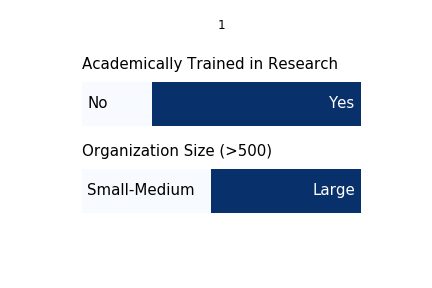 1
Academically Trained in Research
No Yes
Organization Size (>500)
Small-Medium Large